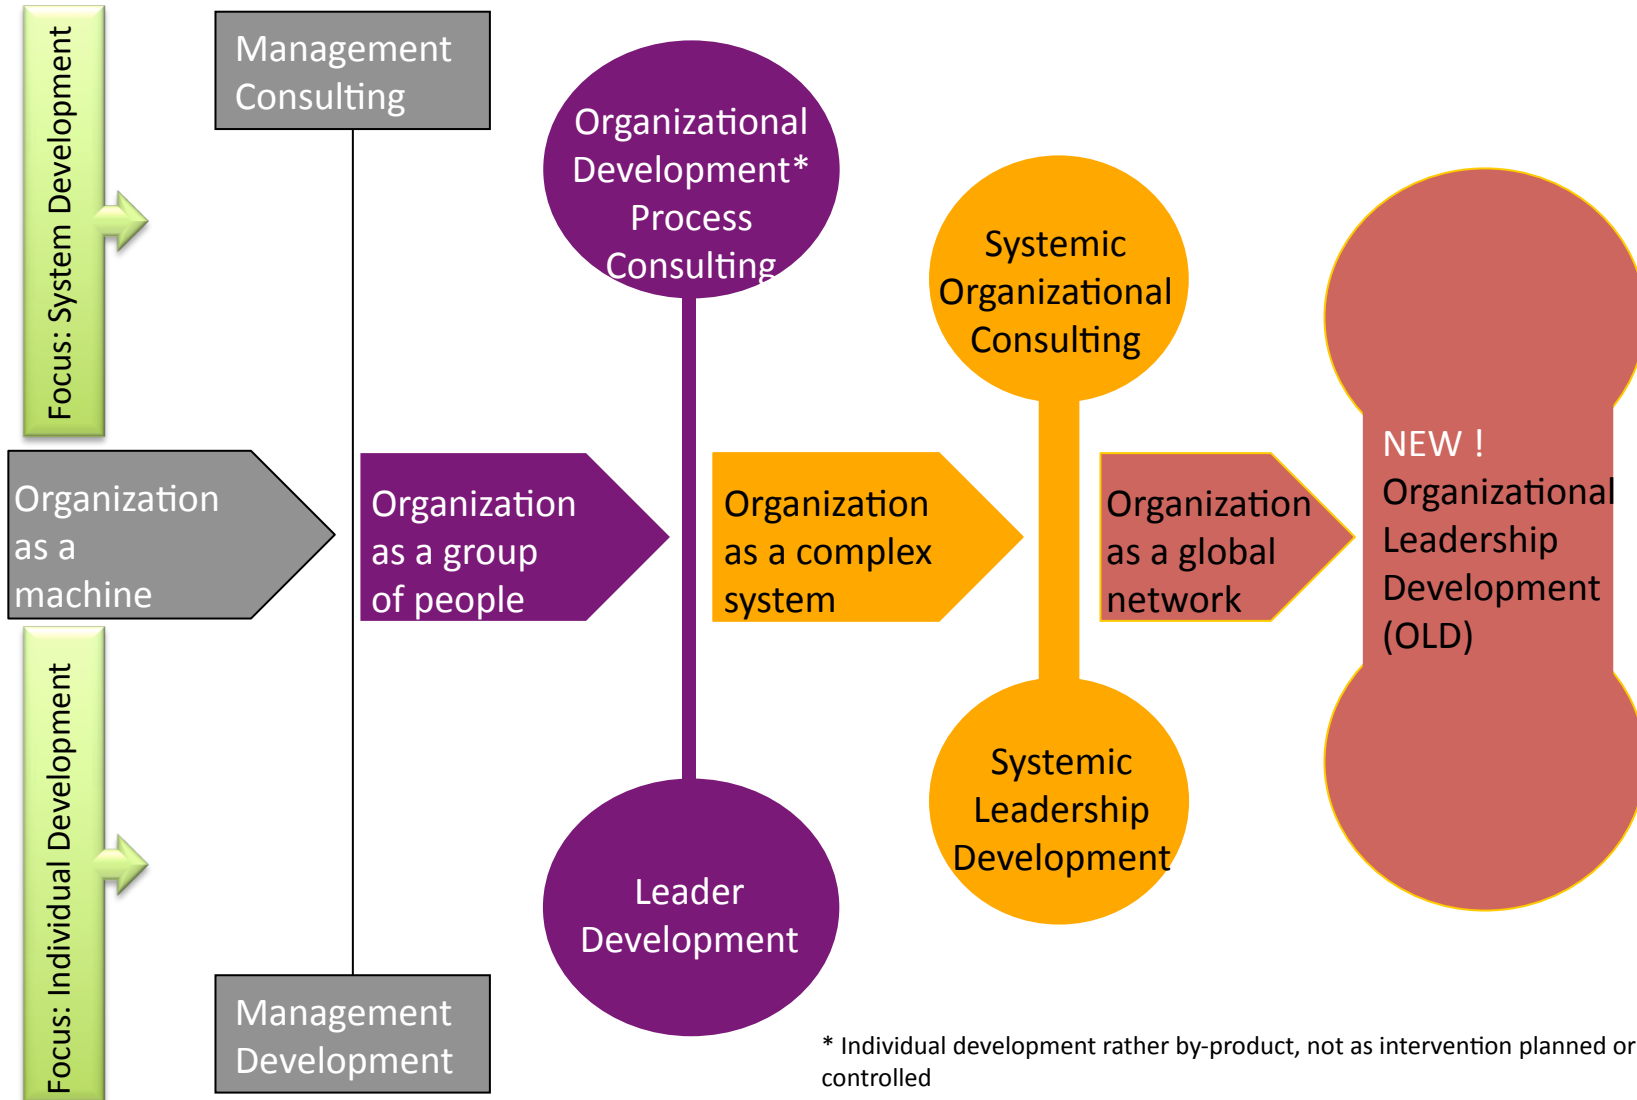 Focus: System Development
Management
Consulting
Organizational
Development*
Process
Consulting
Systemic
Organizational
Consulting
Organization
as a
machine
Organization
as a group
of people
Organization
as a complex
system
Organization
as a global
network
NEW !
Organizational
Leadership
Development
(OLD)
Focus: Individual Development
Management
Development
Leader
Development
Systemic
Leadership
Development
* Individual development rather by-product, not as intervention planned or
controlled